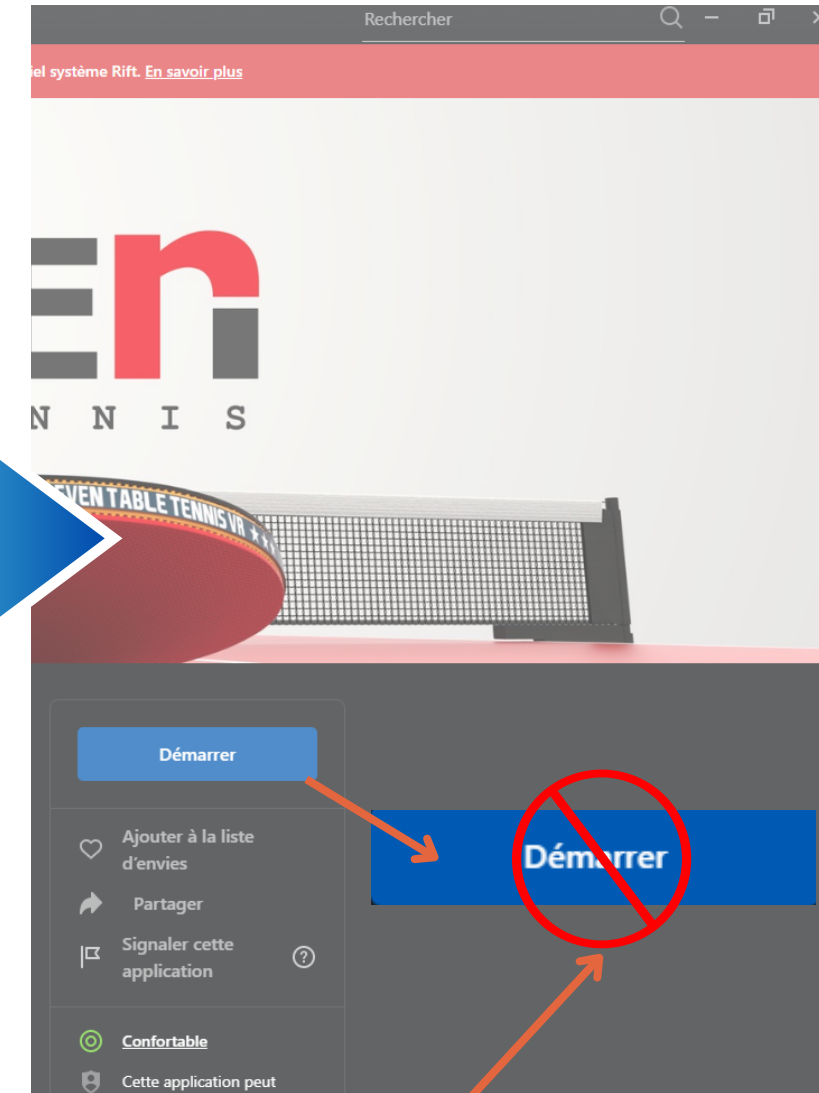 Rechercher
iel système Rift. En savoir plus
En
N N I S
EVEN TABLE TENNIS VR
Démarrer
Ajouter à la liste
d'envies
Démarrer
Partager
Signaler cette
application
Confortable
Cette application peut